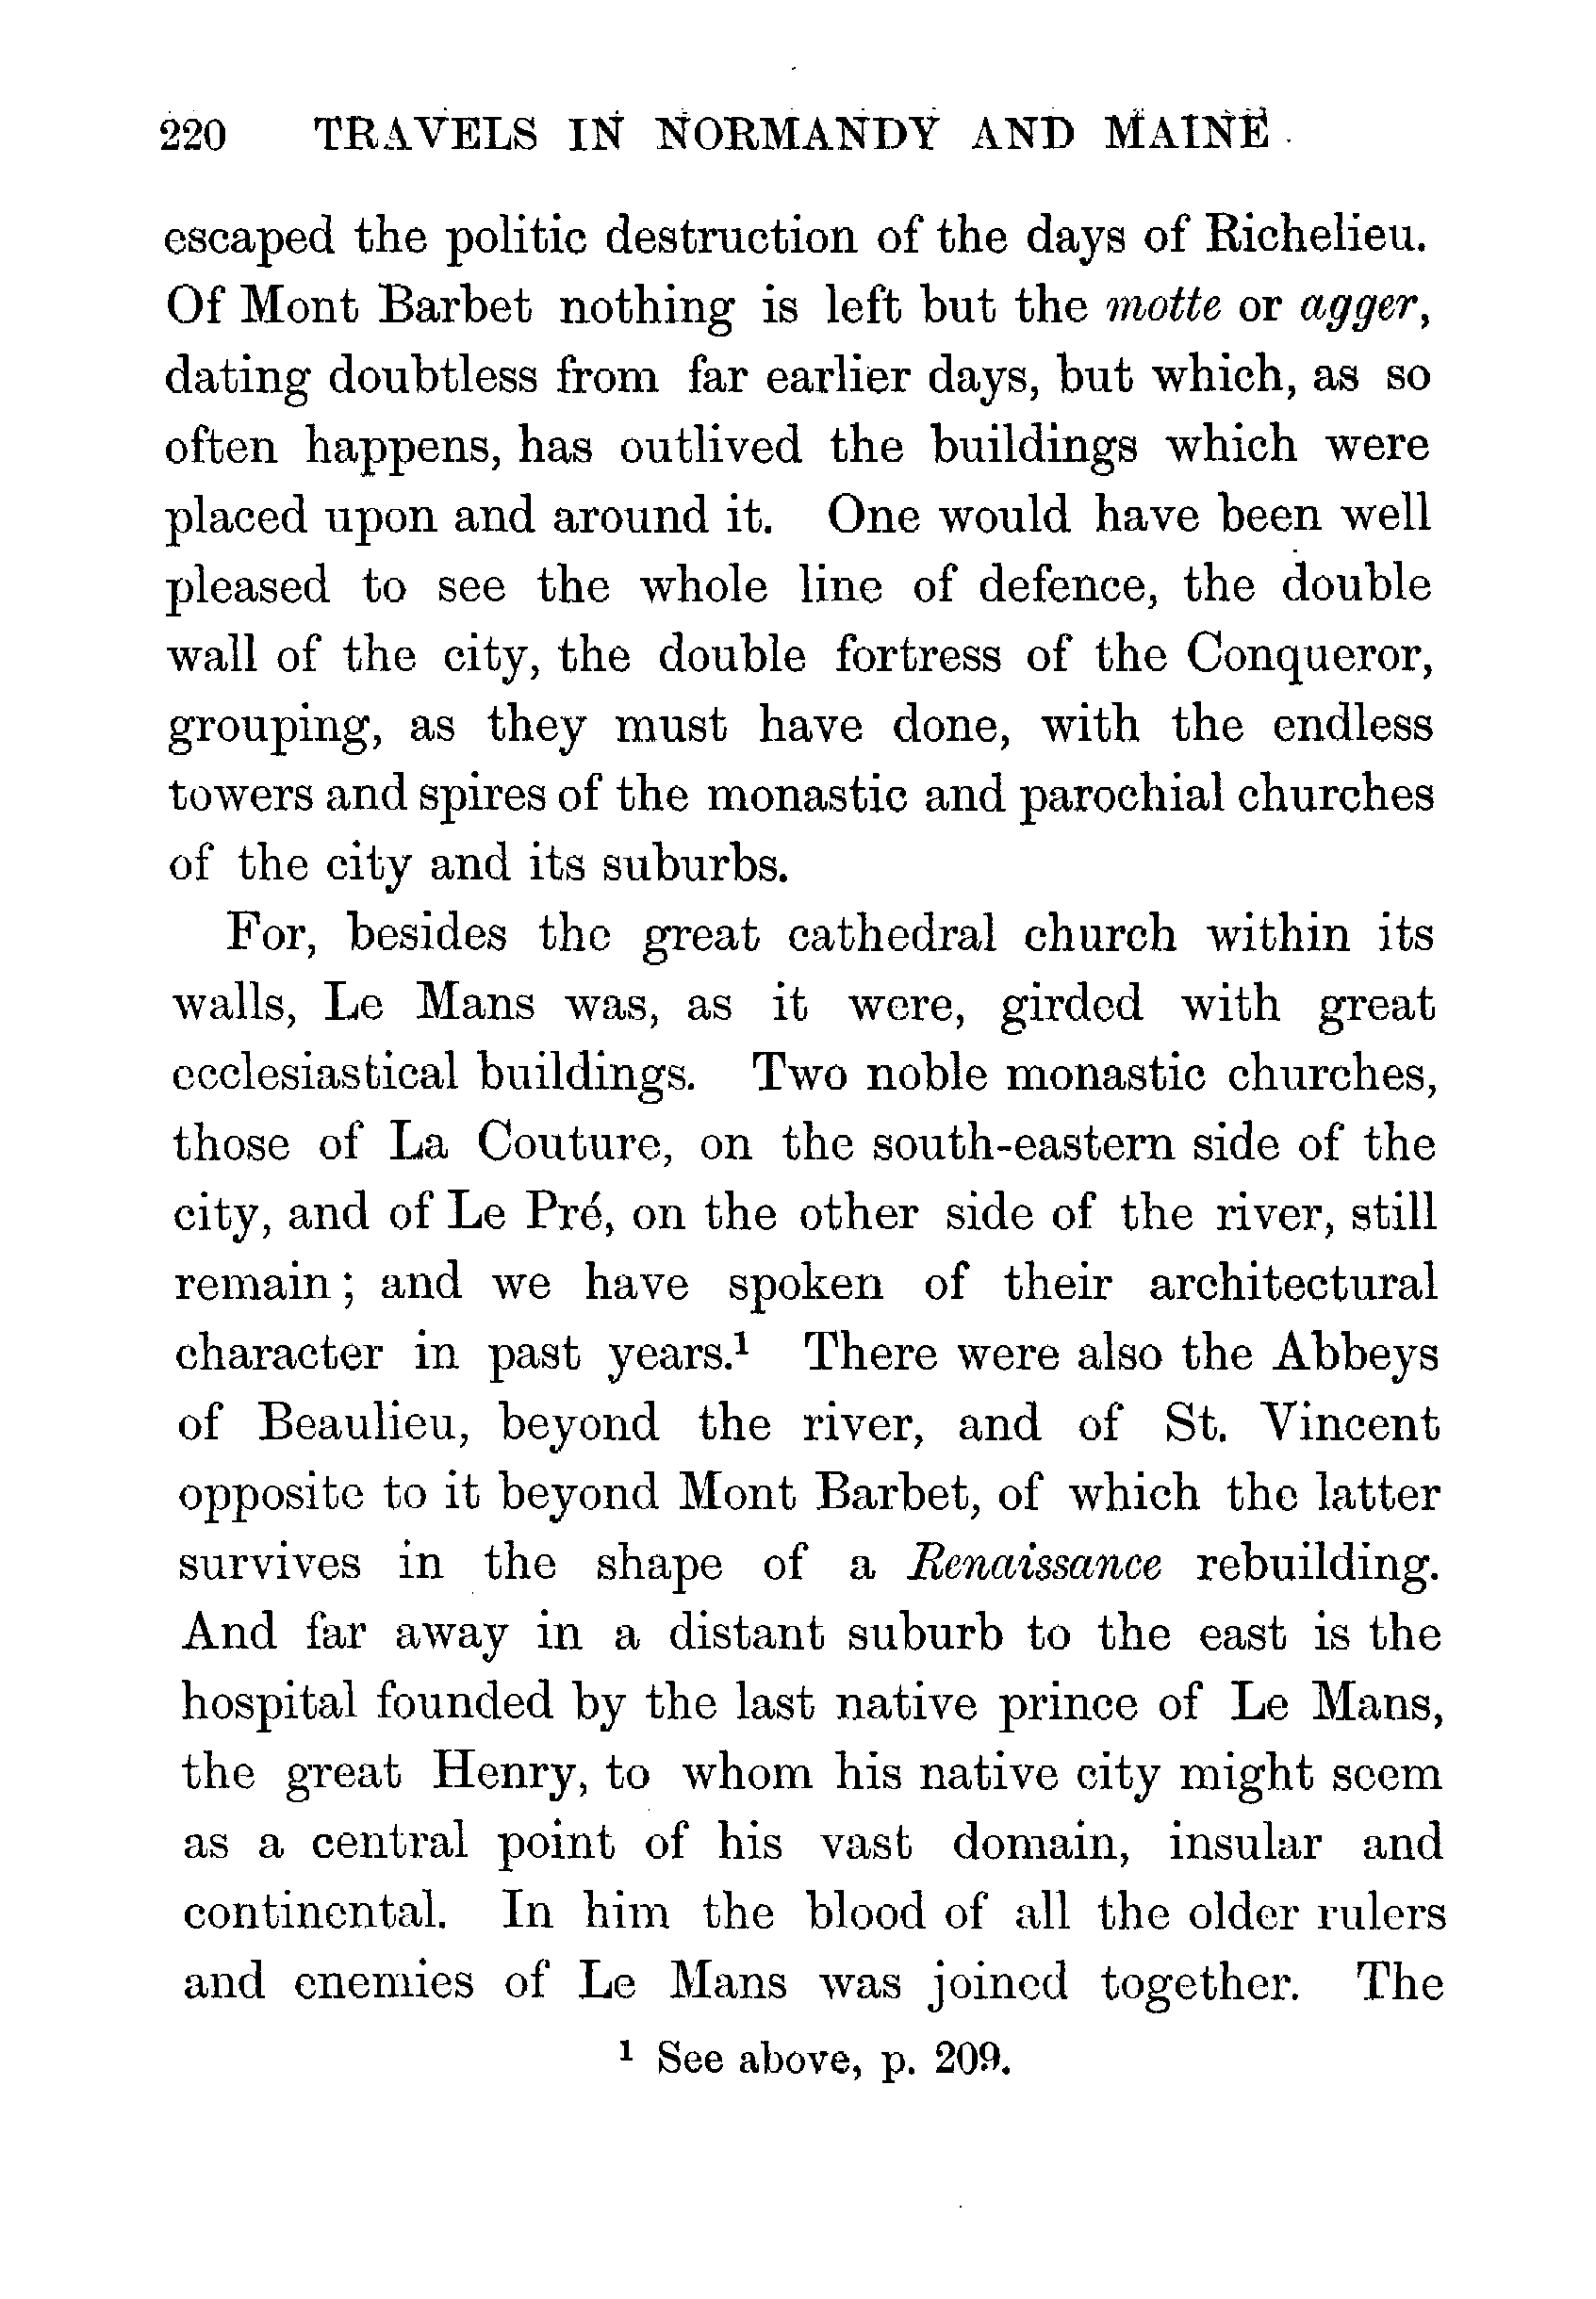 220 TRAVELS IN NORMANDY AND MAINE
escaped the politic destruction of the days of Richelieu.
Of Mont Barbet nothing is left but the motte or agger,
dating doubtless from far earlier days, but which, as so
often happens, has outlived the buildings which were
placed upon and around it. One would have been well
pleased to see the whole line of defence, the double
wall of the city, the double fortress of the Conqueror,
grouping, as they must have done, with the endless
towers and spires of the monastic and parochial churches
of the city and its suburbs.
For, besides the great cathedral church within its
walls, Le Mans was, as it were, girded with great
ecclesiastical buildings. Two noble monastic churches,
those of La Couture, on the south-eastern side of the
city, and of Le Pré, on the other side of the river, still
remain; and we have spoken of their architectural
character in past years.¹ There were also the Abbeys
of Beaulieu, beyond the river, and of St. Vincent
opposite to it beyond Mont Barbet, of which the latter
survives in the shape of a Renaissance rebuilding.
And far away in a distant suburb to the east is the
hospital founded by the last native prince of Le Mans,
the great Henry, to whom his native city might seem
as a central point of his vast domain, insular and
continental. In him the blood of all the older rulers
and enemies of Le Mans was joined together. The
¹ See above, p. 209.